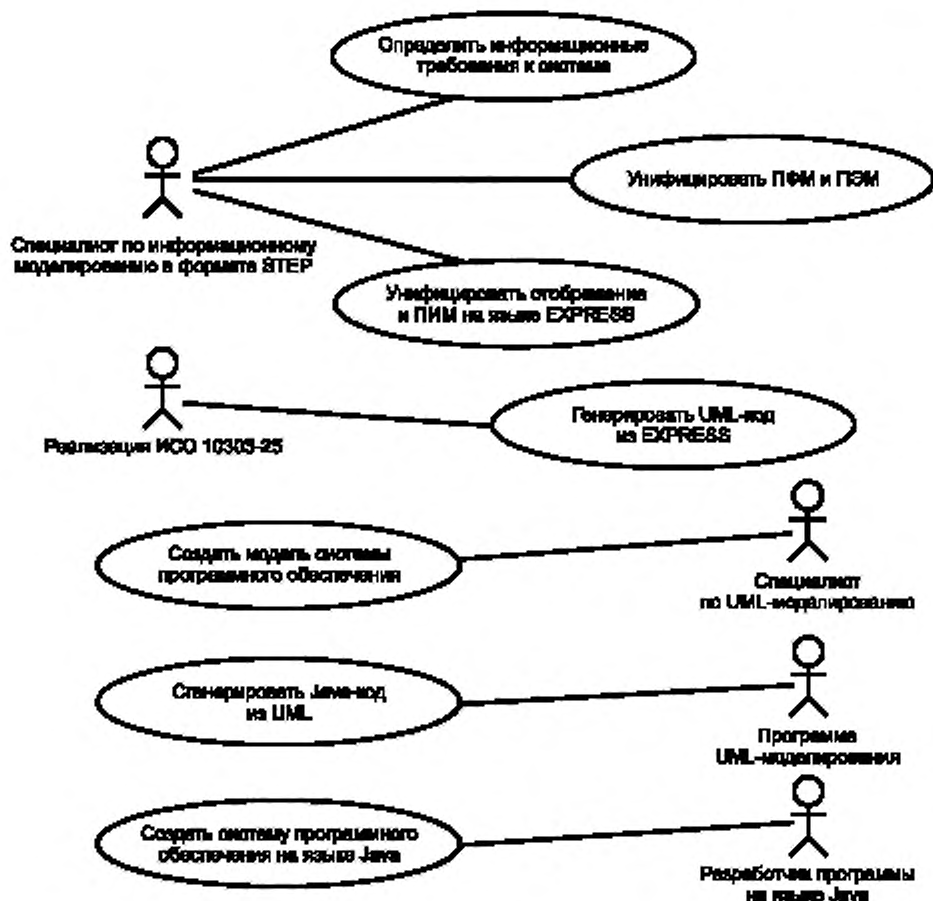 Определить информационные
требования к системе
Унифицировать ПФМ и ПЭМ
Специалист по информационному
моделированию в формате STEP
Унифицировать отображение
и ПИМ на языке EXPRESS
Реализация ИСО 10303-25
Генерировать UML-код
из EXPRESS
Создать модель системы
программного обеспечения
Специалист
по UML-моделированию
Сгенерировать Java-код
из UML
Программа
UML-моделирования
Создать систему программного
обеспечения на языке Java
Разработчик программы
на языке Java